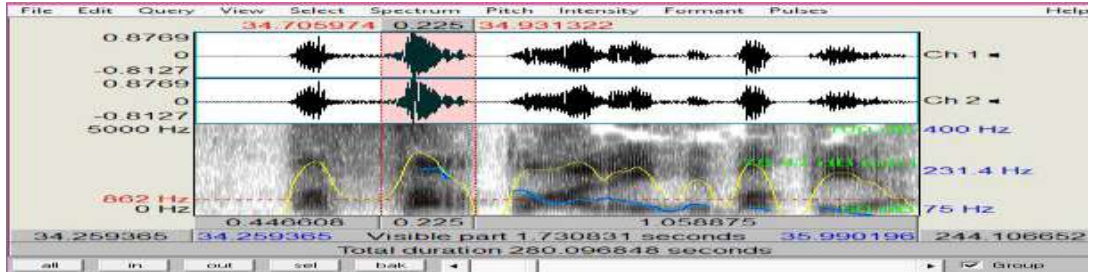 File Edit Query View Select Spectrum Pitch Intensity Formant Pulses Help
34.705974 0.225 34.931322
0.8769
0 Ch 1
-0.8127
0.8769
0 Ch 2
-0.8127
5000 Hz 400 Hz
231.4 Hz
862 Hz
0 Hz 75 Hz
0.446608 0.225 1.058875
34.259365 34.259365 Visible part 1.730831 seconds 35.990196 244.106652
Total duration 280.096848 seconds
all in out sel bak Group